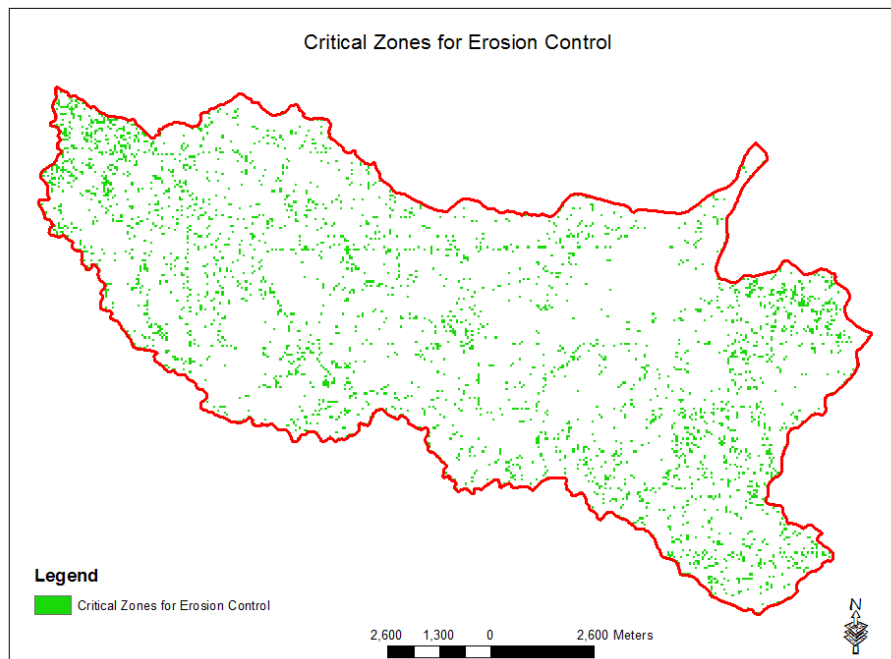 Critical Zones for Erosion Control
Legend
Critical Zones for Erosion Control
2,600 1,300 0 2,600 Meters
N